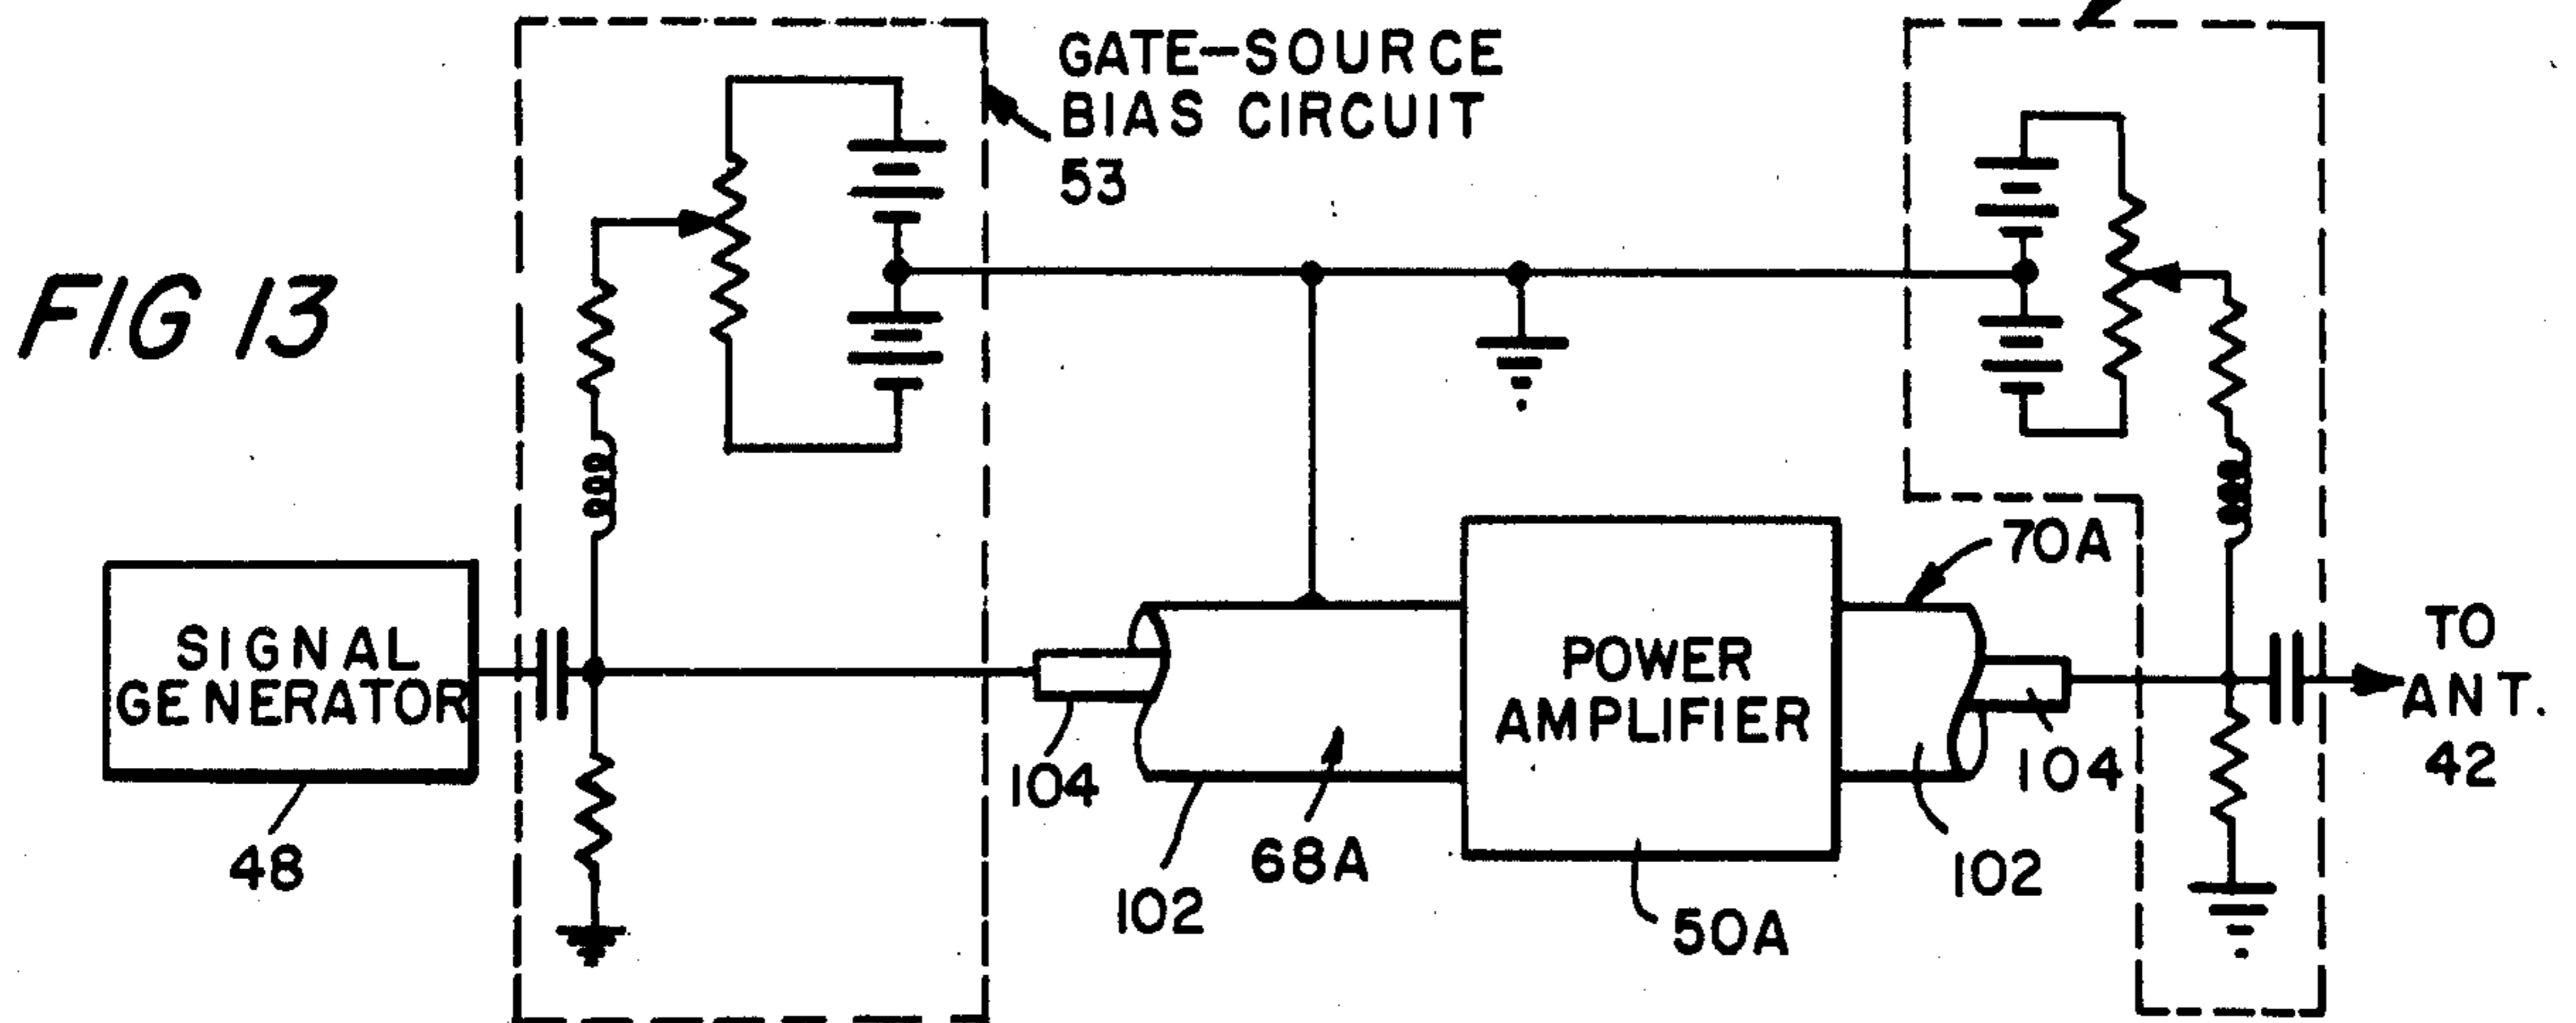 FIG 13
GATE-SOURCE
BIAS CIRCUIT
53
SIGNAL
GENERATOR
48
104
102
68A
POWER
AMPLIFIER
50A
70A
104
102
TO
ANT.
42